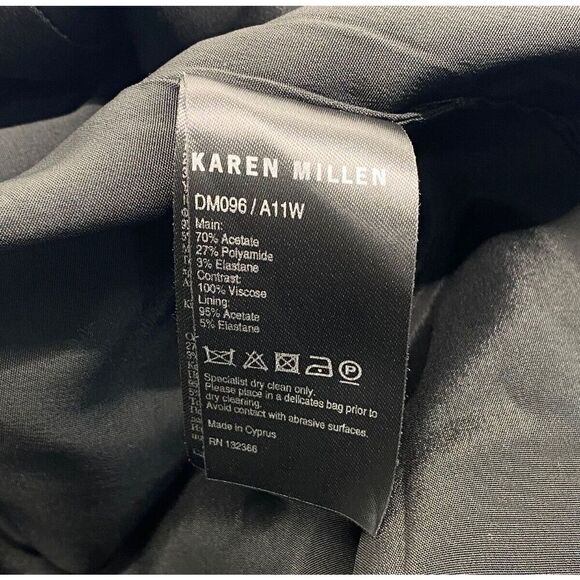 KAREN MILLEN
DM096 / A11W
Main:
70% Acetate
27% Polyamide
3% Elastane
Contrast:
100% Viscose
Lining:
95% Acetate
5% Elastane
P
Specialist dry clean only.
Please place in a delicates bag prior to
dry cleaning.
Avoid contact with abrasive surfaces.
Made in Cyprus
RN 132366